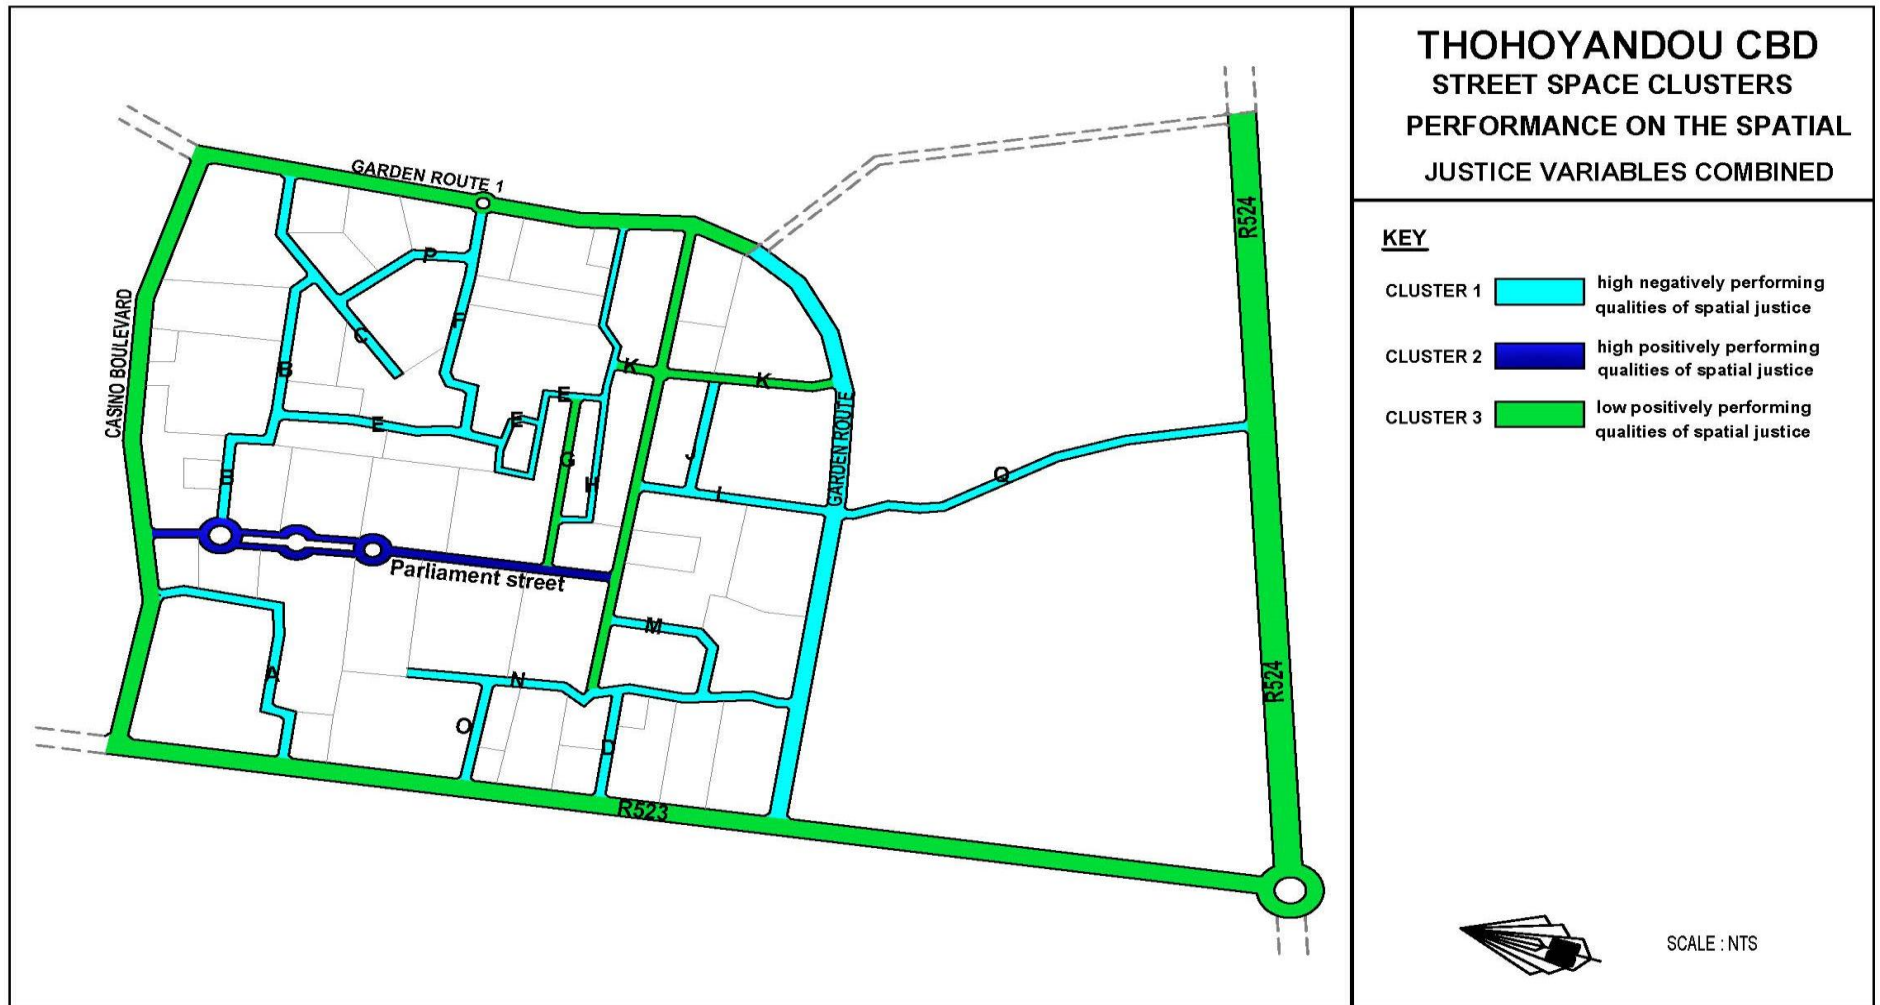 THOHOYANDOU CBD
STREET SPACE CLUSTERS
PERFORMANCE ON THE SPATIAL
JUSTICE VARIABLES COMBINED
KEY
CLUSTER 1
high negatively performing
qualities of spatial justice
CLUSTER 2
high positively performing
qualities of spatial justice
CLUSTER 3
low positively performing
qualities of spatial justice
SCALE : NTS
GARDEN ROUTE 1
R524
P
CASINO BOULEVARD
F
C
B
K
K
E
E
E
GARDEN ROUTE
J
G
B
H
I
Q
Parliament street
M
A
N
R524
O
D
R523